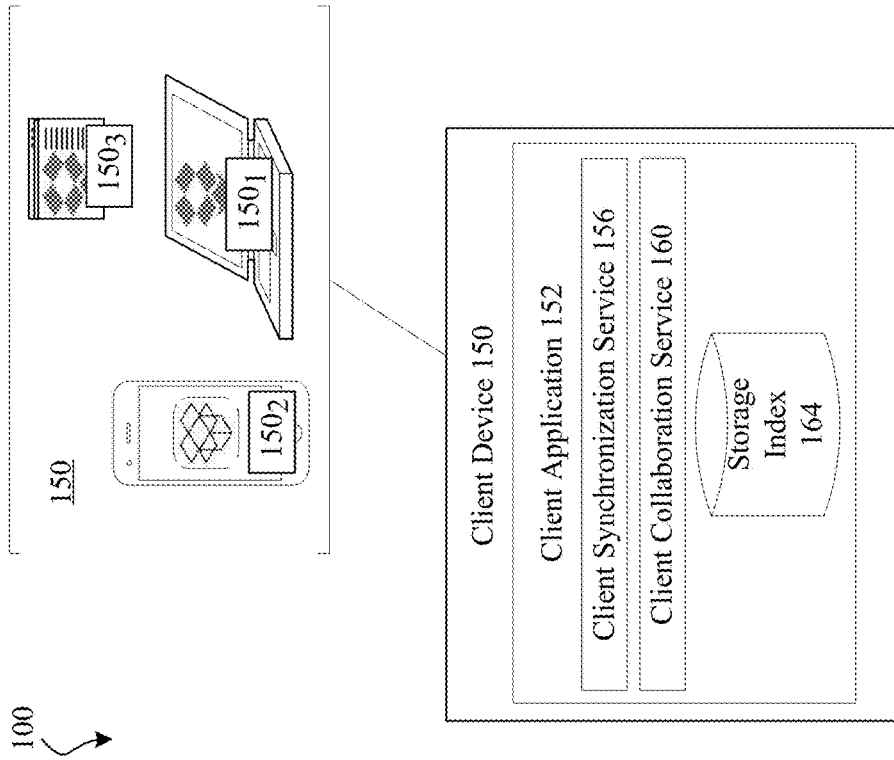 100
150
150₂
150₁
150₃
Client Device 150
Client Application 152
Client Synchronization Service 156
Client Collaboration Service 160
Storage
Index
164